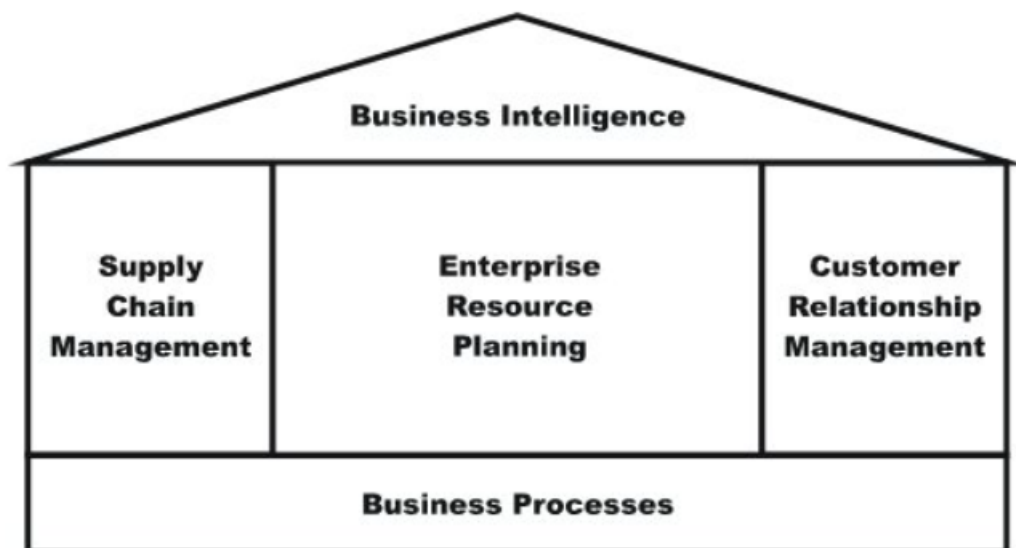 Business Intelligence
Supply
Chain
Management
Enterprise
Resource
Planning
Customer
Relationship
Management
Business Processes